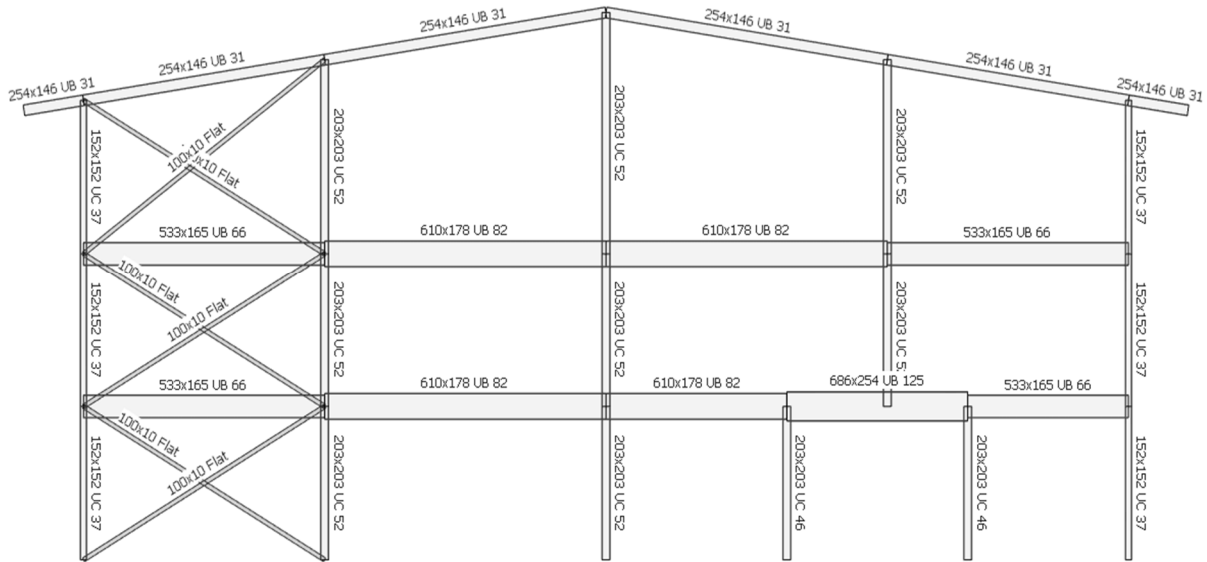 254x146 UB 31
254x146 UB 31
254x146 UB 31
254x146 UB 31
254x146 UB 31
254x146 UB 31
152x152 UC 37
100x10 Flat
x10 Flat
203x203 UC 52
203x203 UC 52
203x203 UC 52
152x152 UC 37
533x165 UB 66
610x178 UB 82
610x178 UB 82
533x165 UB 66
152x152 UC 37
100x10 Flat
100x10 Flat
203x203 UC 52
203x203 UC 52
203x203 UC 5
152x152 UC 37
533x165 UB 66
610x178 UB 82
610x178 UB 82
686x254 UB 125
533x165 UB 66
152x152 UC 37
100x10 Flat
100x10 Flat
203x203 UC 52
203x203 UC 52
203x203 UC 46
203x203 UC 46
152x152 UC 37